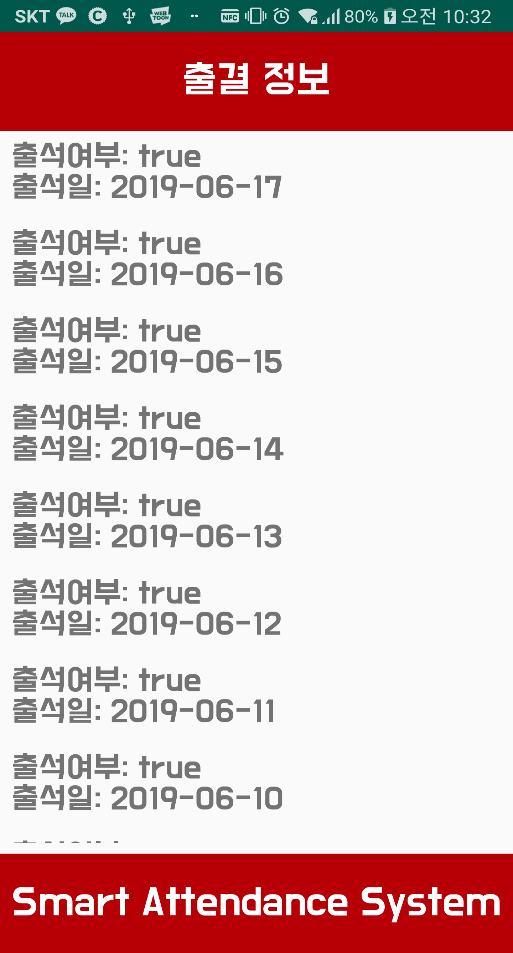 SKT TALK C WEB TOON NFC 80% 오전 10:32
출결 정보
출석여부: true
출석일: 2019-06-17
출석여부: true
출석일: 2019-06-16
출석여부: true
출석일: 2019-06-15
출석여부: true
출석일: 2019-06-14
출석여부: true
출석일: 2019-06-13
출석여부: true
출석일: 2019-06-12
출석여부: true
출석일: 2019-06-11
출석여부: true
출석일: 2019-06-10
Smart Attendance System